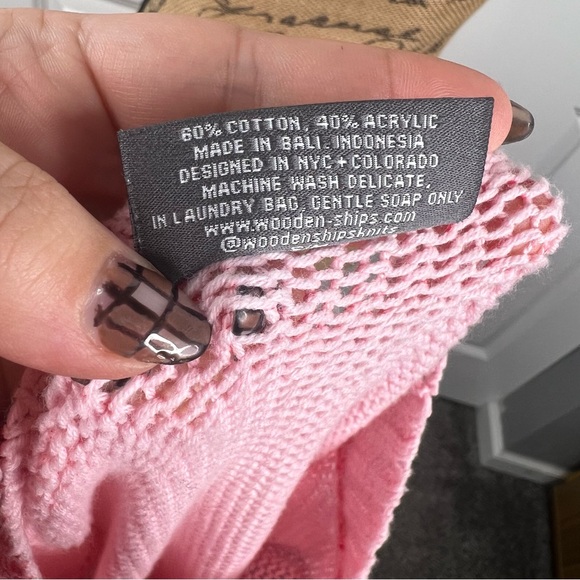 60% COTTON, 40% ACRYLIC
MADE IN BALI. INDONESIA
DESIGNED IN NYC + COLORADO
MACHINE WASH DELICATE,
IN LAUNDRY BAG, GENTLE SOAP ONLY
www.wooden-ships.com
@woodenshipsknits